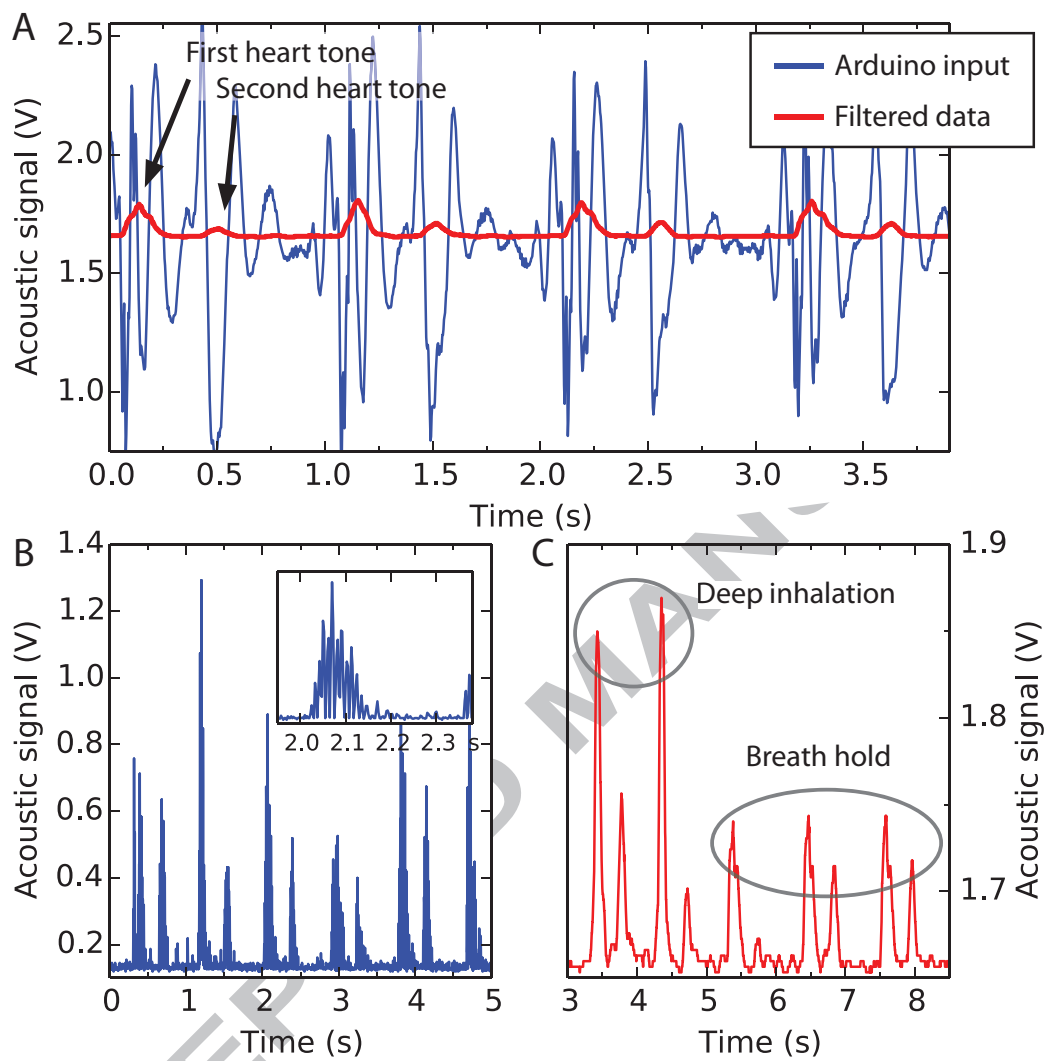 A
First heart tone
Second heart tone
Arduino input
Filtered data
Acoustic signal (V)
2.5
2.0
1.5
1.0
0.0 0.5 1.0 1.5 2.0 2.5 3.0 3.5
Time (s)
B
Acoustic signal (V)
1.4
1.2
1.0
0.8
0.6
0.4
0.2
2.0 2.1 2.2 2.3 s
0 1 2 3 4 5
Time (s)
C
Deep inhalation
Breath hold
1.9
1.8
1.7
Acoustic signal (V)
3 4 5 6 7 8
Time (s)